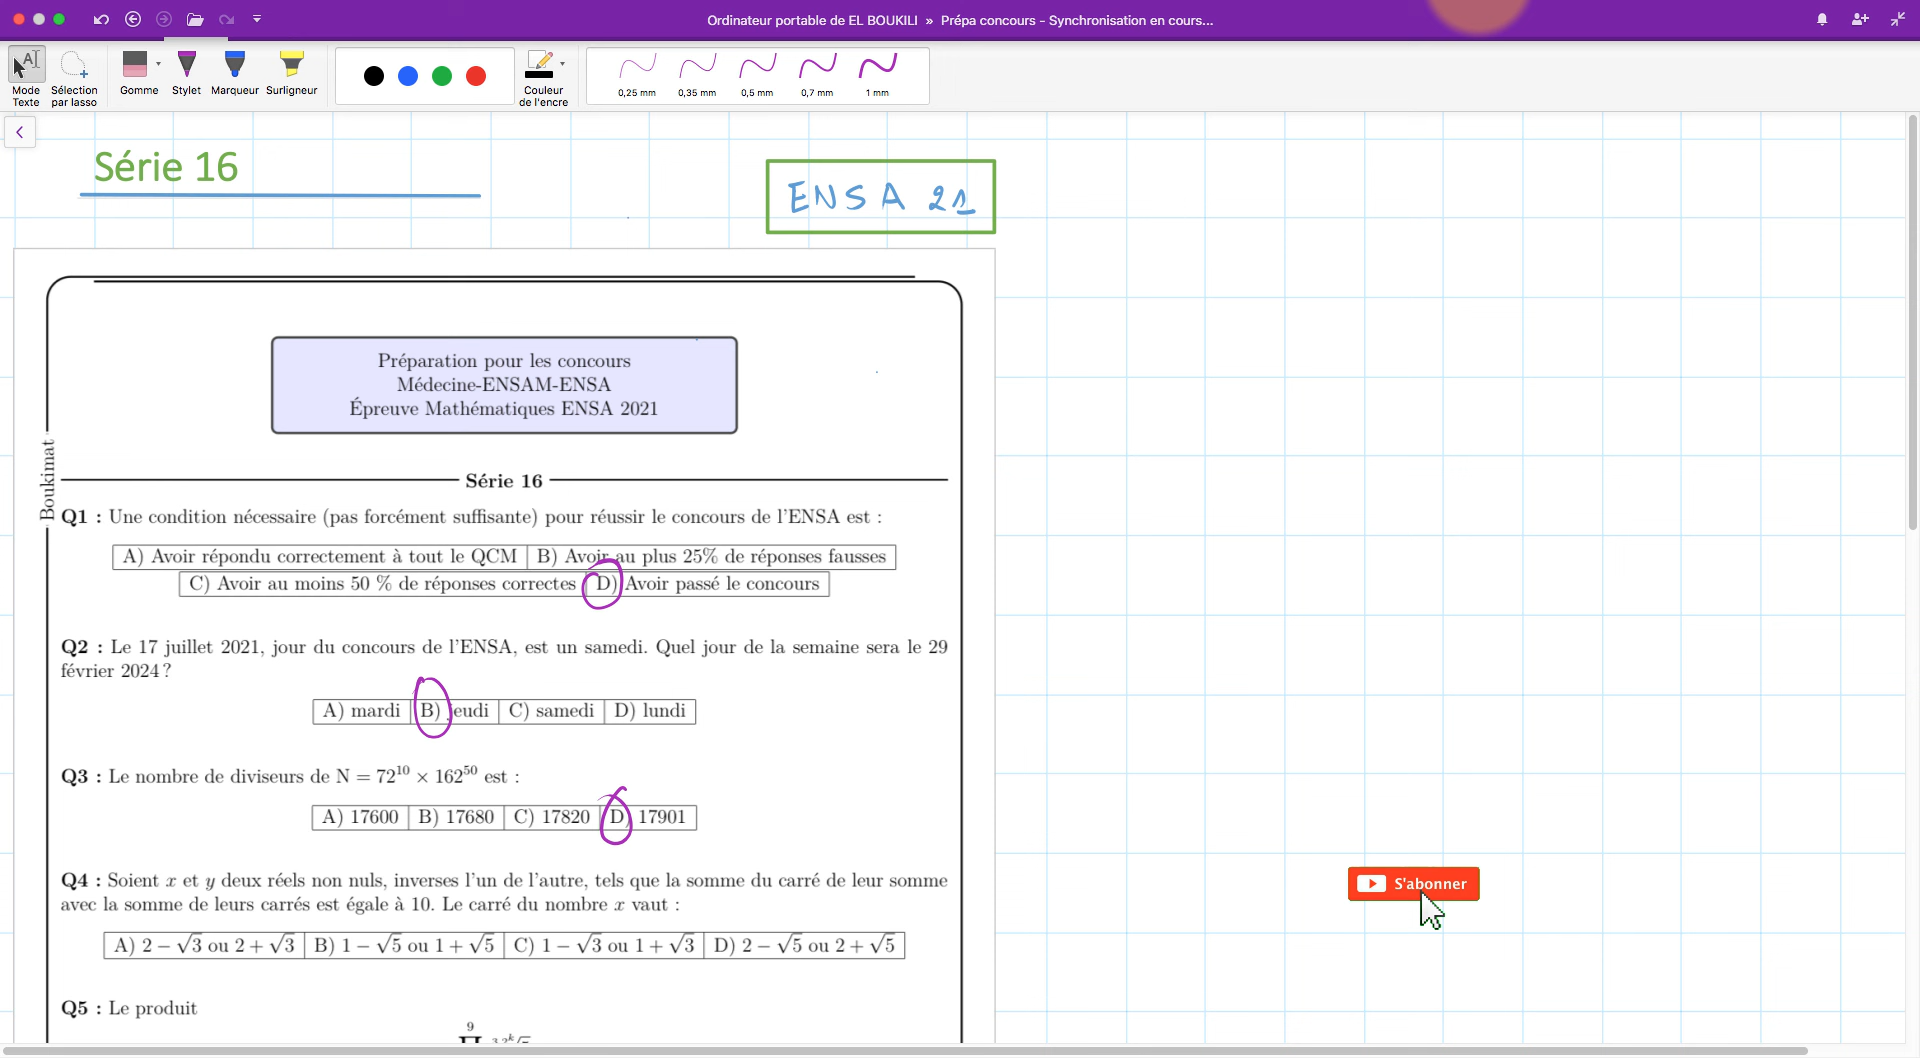 Ordinateur portable de EL BOUKILI » Prépa concours - Synchronisation en cours...
Mode Texte
Sélection par lasso
Gomme
Stylet
Marqueur
Surligneur
Couleur de l'encre
0,25 mm
0,35 mm
0,5 mm
0,7 mm
1 mm
Série 16
ENSA 21
Préparation pour les concours
Médecine-ENSAM-ENSA
Épreuve Mathématiques ENSA 2021
Boukimat
Série 16
Q1 : Une condition nécessaire (pas forcément suffisante) pour réussir le concours de l'ENSA est :
A) Avoir répondu correctement à tout le QCM B) Avoir au plus 25% de réponses fausses
C) Avoir au moins 50 % de réponses correctes D) Avoir passé le concours
Q2 : Le 17 juillet 2021, jour du concours de l'ENSA, est un samedi. Quel jour de la semaine sera le 29
février 2024 ?
A) mardi B) jeudi C) samedi D) lundi
Q3 : Le nombre de diviseurs de N = 72^10 × 162^50 est :
A) 17600 B) 17680 C) 17820 D) 17901
Q4 : Soient x et y deux réels non nuls, inverses l'un de l'autre, tels que la somme du carré de leur somme
avec la somme de leurs carrés est égale à 10. Le carré du nombre x vaut :
A) 2 − √3 ou 2 + √3 B) 1 − √5 ou 1 + √5 C) 1 − √3 ou 1 + √3 D) 2 − √5 ou 2 + √5
S'abonner
Q5 : Le produit
9